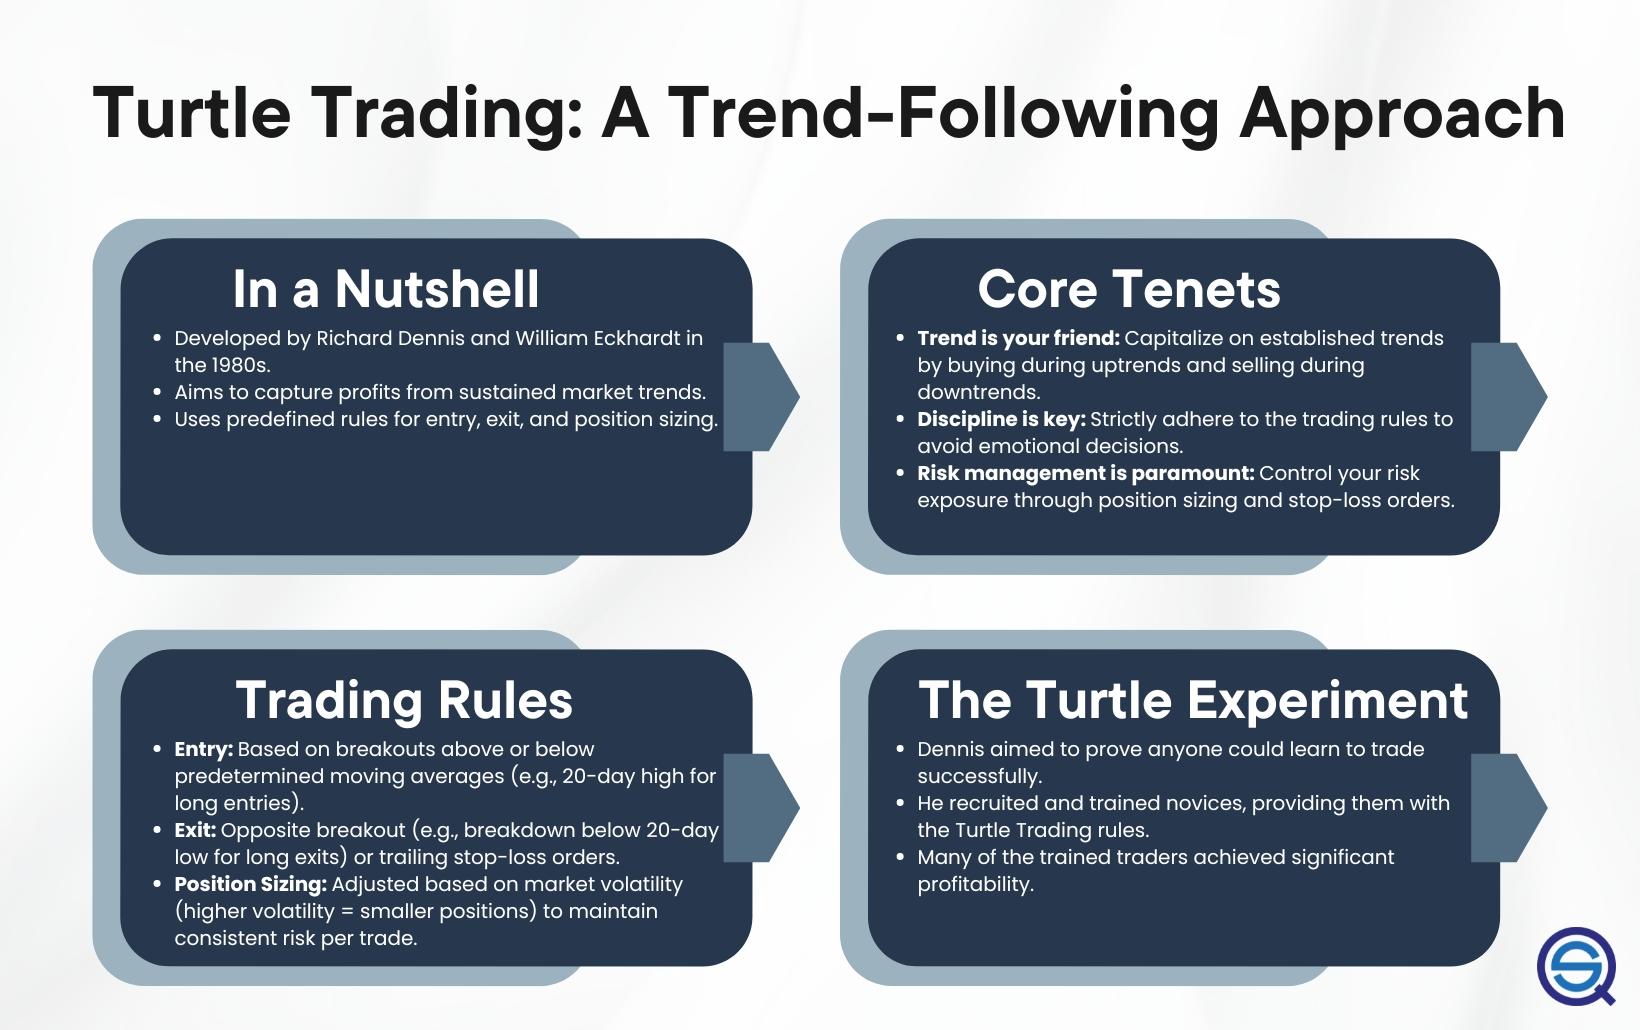 Turtle Trading: A Trend-Following Approach
In a Nutshell
• Developed by Richard Dennis and William Eckhardt in
the 1980s.
• Aims to capture profits from sustained market trends.
• Uses predefined rules for entry, exit, and position sizing.
Core Tenets
• Trend is your friend: Capitalize on established trends
by buying during uptrends and selling during
downtrends.
• Discipline is key: Strictly adhere to the trading rules to
avoid emotional decisions.
• Risk management is paramount: Control your risk
exposure through position sizing and stop-loss orders.
Trading Rules
• Entry: Based on breakouts above or below
predetermined moving averages (e.g., 20-day high for
long entries).
• Exit: Opposite breakout (e.g., breakdown below 20-day
low for long exits) or trailing stop-loss orders.
• Position Sizing: Adjusted based on market volatility
(higher volatility = smaller positions) to maintain
consistent risk per trade.
The Turtle Experiment
• Dennis aimed to prove anyone could learn to trade
successfully.
• He recruited and trained novices, providing them with
the Turtle Trading rules.
• Many of the trained traders achieved significant
profitability.